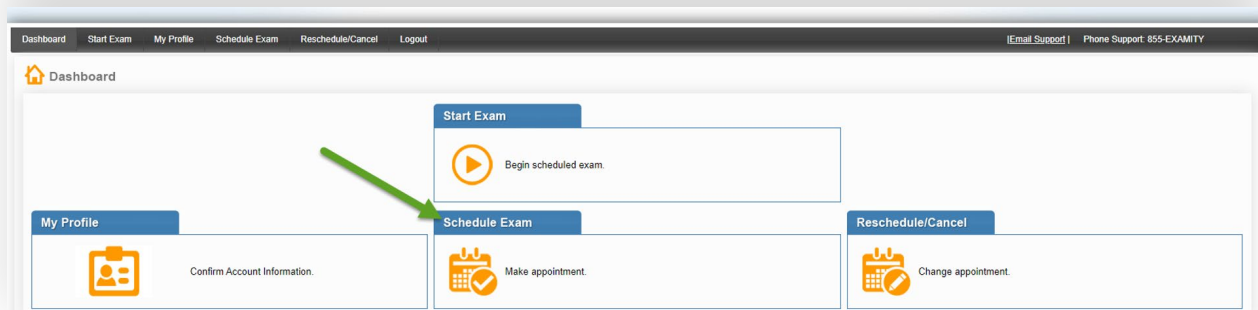 Dashboard Start Exam My Profile Schedule Exam Reschedule/Cancel Logout |Email Support| Phone Support: 855-EXAMITY
Dashboard
Start Exam
Begin scheduled exam.
My Profile
Confirm Account Information.
Schedule Exam
Make appointment.
Reschedule/Cancel
Change appointment.